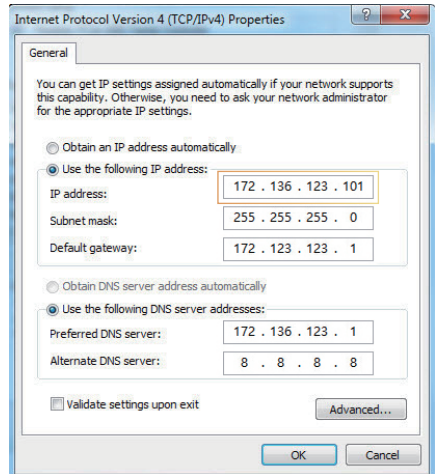 Internet Protocol Version 4 (TCP/IPv4) Properties
General
You can get IP settings assigned automatically if your network supports
this capability. Otherwise, you need to ask your network administrator
for the appropriate IP settings.
Obtain an IP address automatically
Use the following IP address:
IP address: 172 . 136 . 123 . 101
Subnet mask: 255 . 255 . 255 . 0
Default gateway: 172 . 123 . 123 . 1
Obtain DNS server address automatically
Use the following DNS server addresses:
Preferred DNS server: 172 . 136 . 123 . 1
Alternate DNS server: 8 . 8 . 8 . 8
Validate settings upon exit
Advanced...
OK Cancel